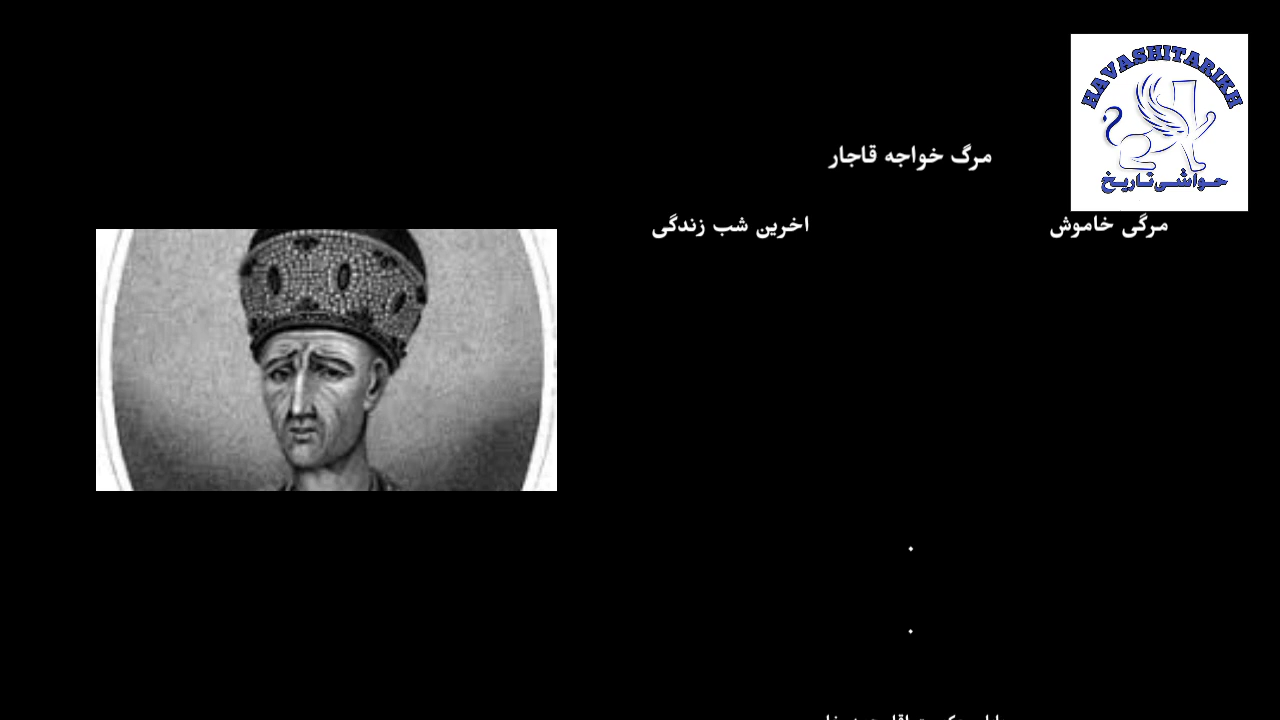 HAVASHITARIKH
حواشی تاریخ
مرگ خواجه قاجار
مرگی خاموش
اخرین شب زندگی